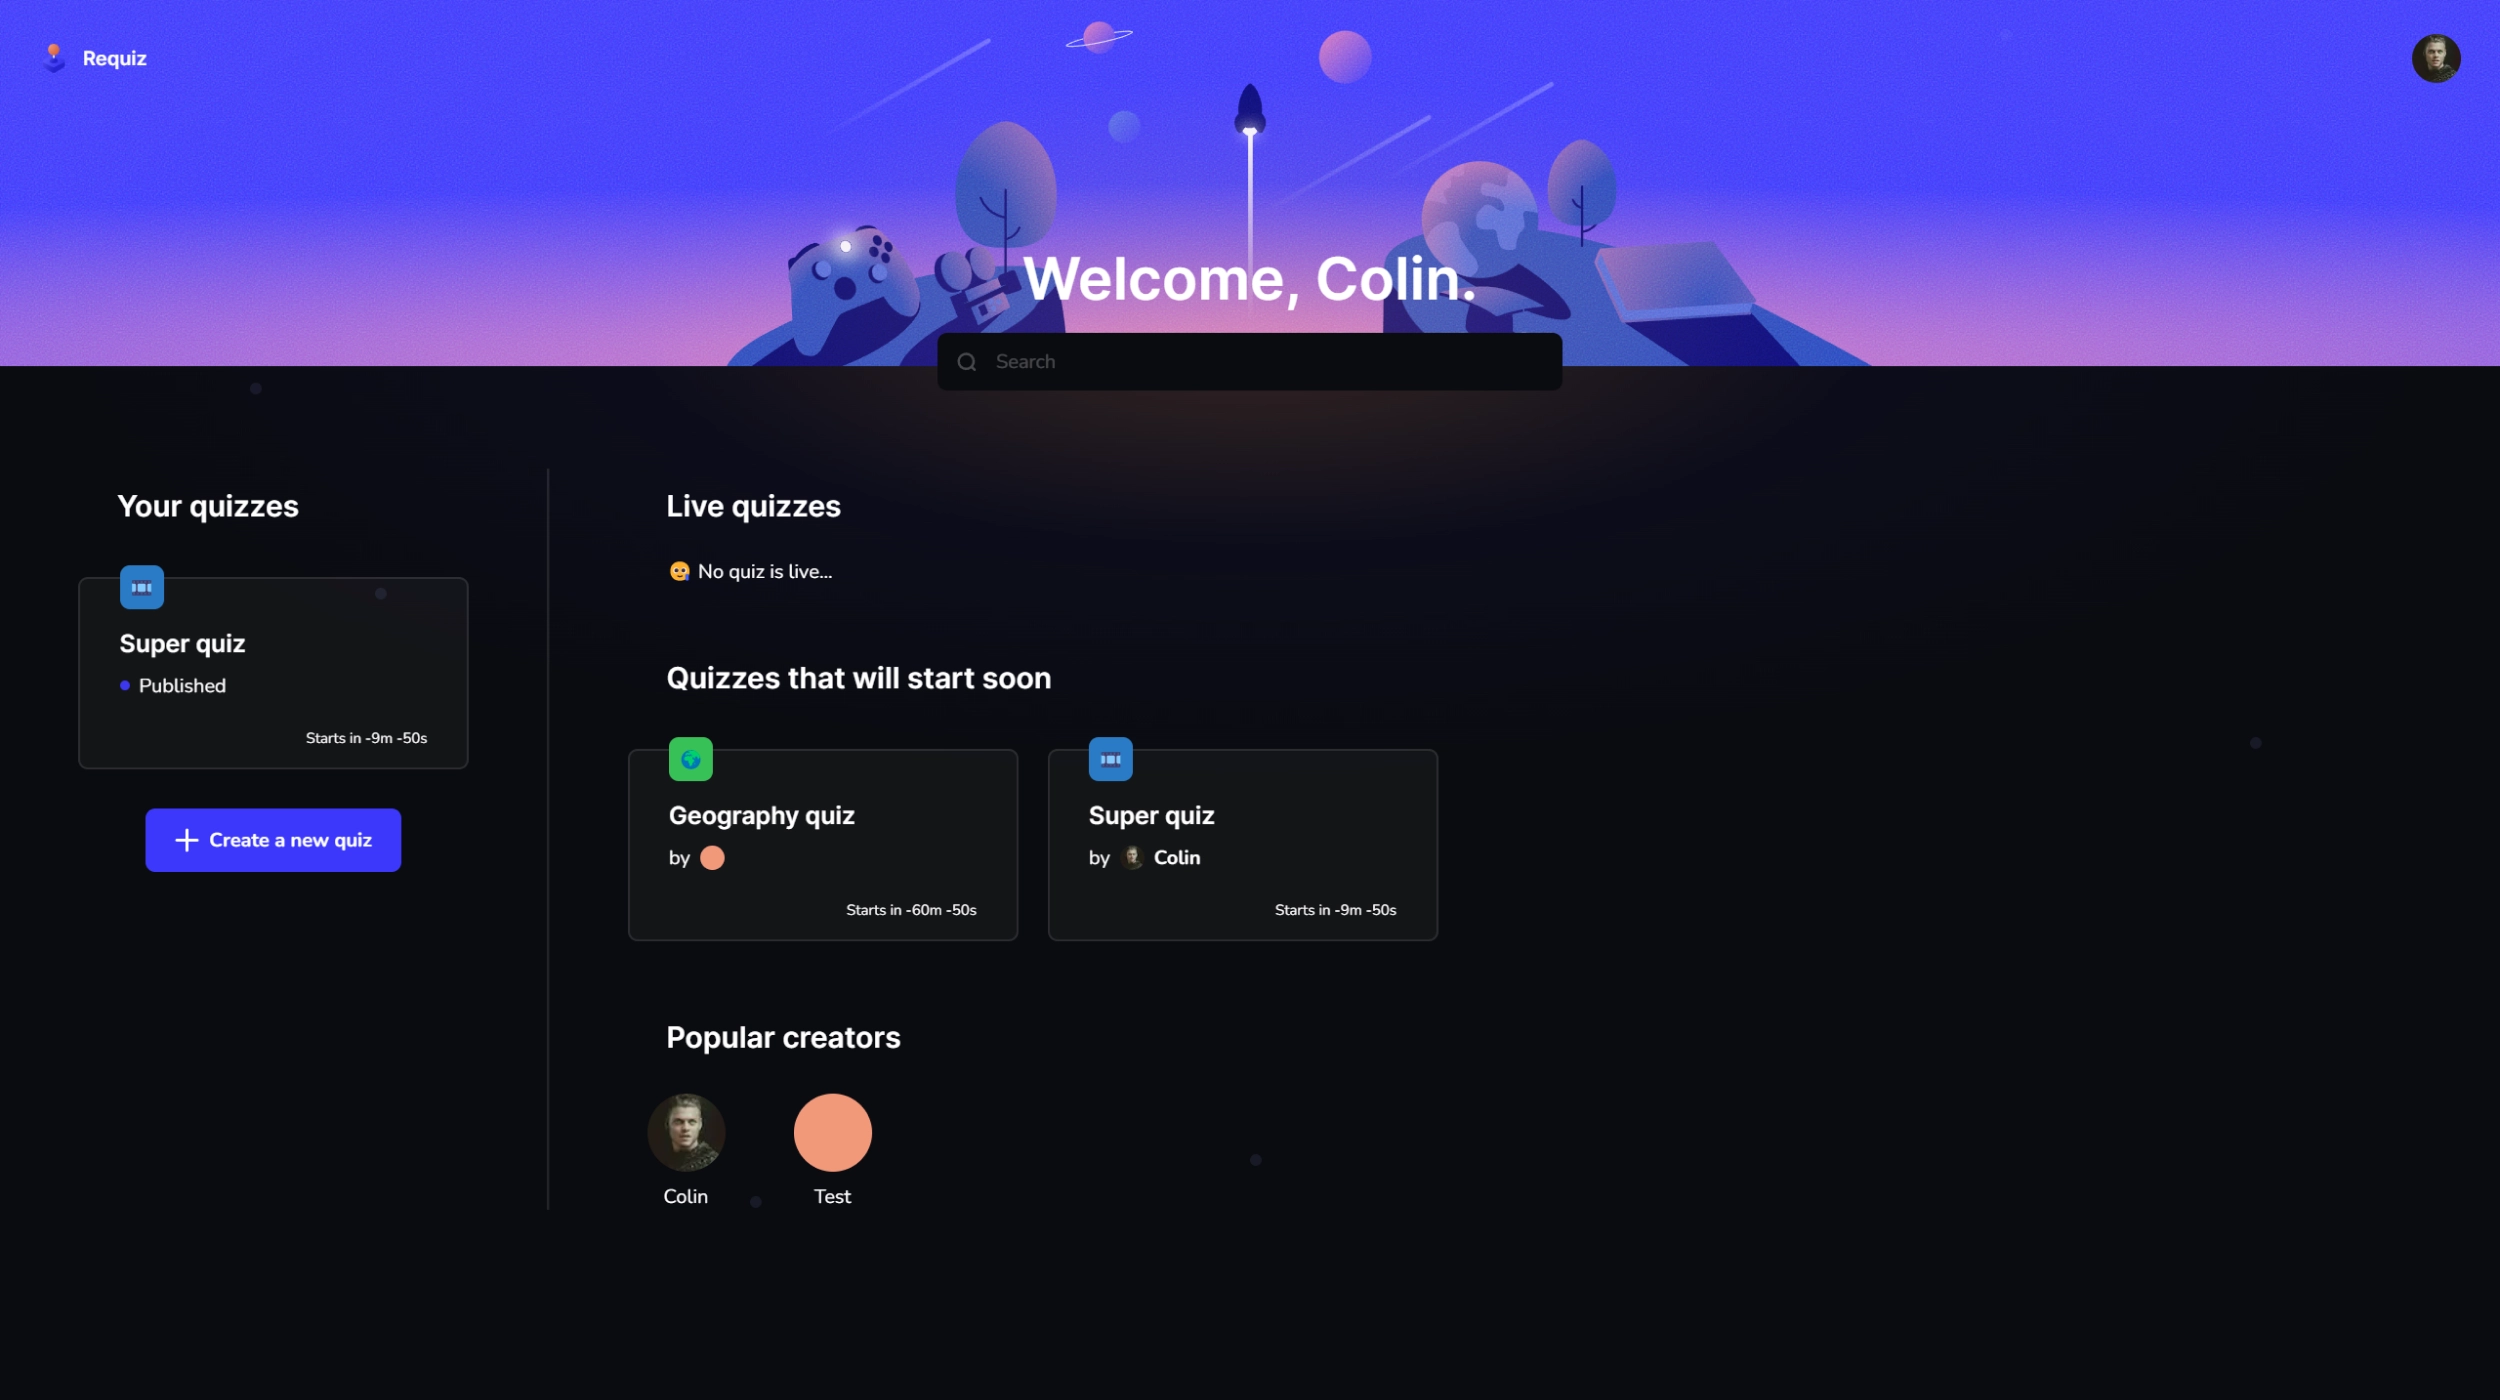 Requiz
Welcome, Colin.
Search
Your quizzes
Super quiz
Published
Starts in -9m -50s
Create a new quiz
Live quizzes
No quiz is live...
Quizzes that will start soon
Geography quiz
by
Starts in -60m -50s
Super quiz
by Colin
Starts in -9m -50s
Popular creators
Colin
Test